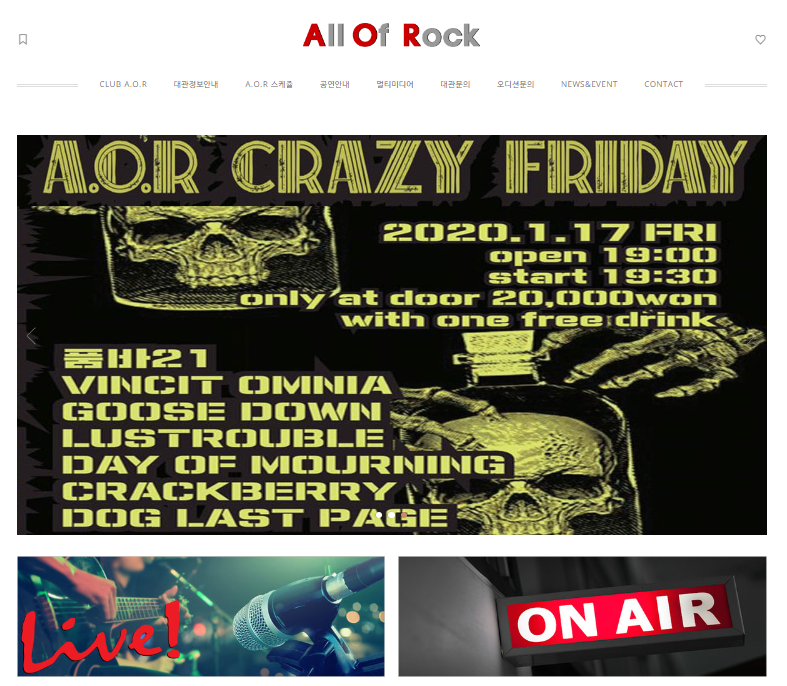 All Of Rock
CLUB A.O.R 대관정보안내 A.O.R 스케쥴 공연안내 멀티미디어 대관문의 오디션문의 NEWS&EVENT CONTACT
A.O.R CRAZY FRIDAY
2020.1.17 FRI
open 19:00
start 19:30
only at door 20,000won
with one free drink
품바21
VINCIT OMNIA
GOOSE DOWN
LUSTROUBLE
DAY OF MOURNING
CRACKBERRY
DOG LAST PAGE
Live!
ON AIR